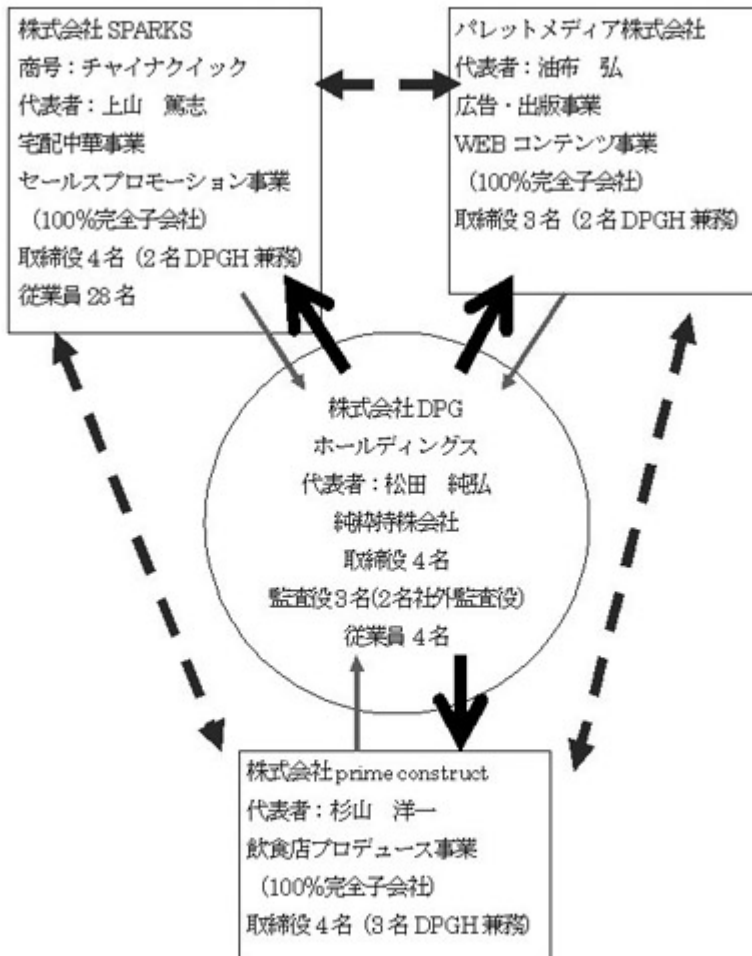 株式会社 SPARKS
商号：チャイナクイック
代表者：上山　篤志
宅配中華事業
セールスプロモーション事業
（100％完全子会社）
取締役 4 名（2 名 DPGH 兼務）
従業員 28 名
パレットメディア株式会社
代表者：油布　弘
広告・出版事業
WEB コンテンツ事業
（100％完全子会社）
取締役 3 名（2 名 DPGH 兼務）
株式会社 DPG
ホールディングス
代表者：松田　純弘
純粋持株会社
取締役 4 名
監査役 3 名(2 名社外監査役)
従業員 4 名
株式会社 prime construct
代表者：杉山　洋一
飲食店プロデュース事業
（100％完全子会社）
取締役 4 名（3 名 DPGH 兼務）